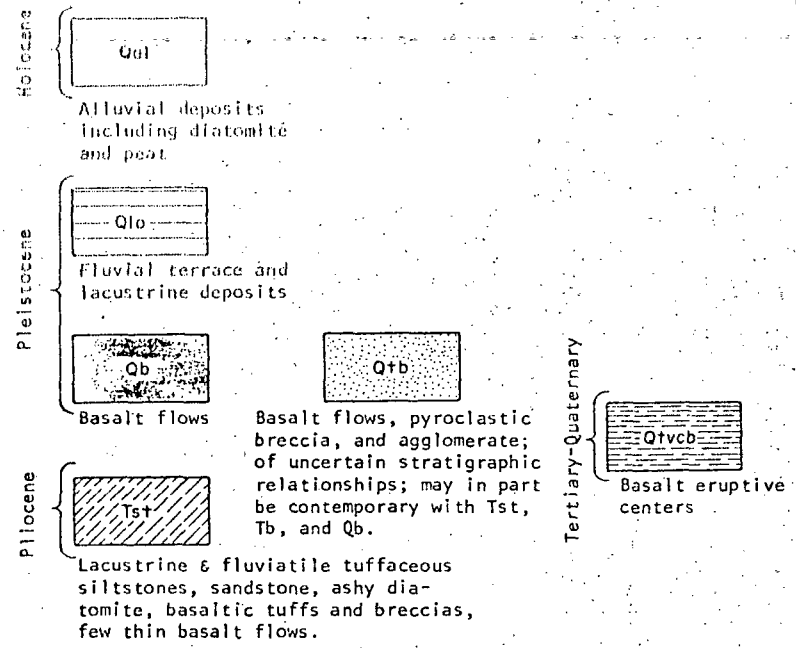 Holocene
Qal
Alluvial deposits
including diatomite
and peat
Pleistocene
Qlo
Fluvial terrace and
lacustrine deposits
Qb
Basalt flows
Qtb
Basalt flows, pyroclastic
breccia, and agglomerate;
of uncertain stratigraphic
relationships; may in part
be contemporary with Tst,
Tb, and Qb.
Tertiary-Quaternary
Qtvcb
Basalt eruptive
centers
Pliocene
Tst
Lacustrine & fluviatile tuffaceous
siltstones, sandstone, ashy dia-
tomite, basaltic tuffs and breccias,
few thin basalt flows.